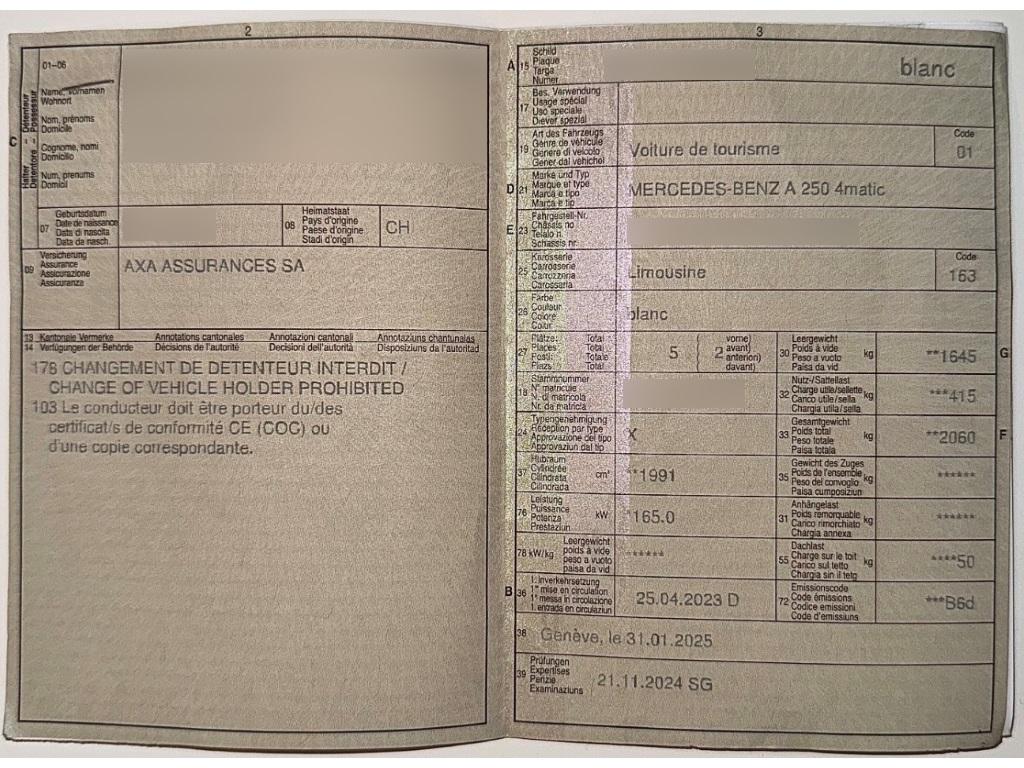 2
01–06
Name, Vornamen
Wohnort
Nom, prénoms
Domicile
Cognome, nomi
Domicilio
Num, prenums
Domicil
C
Halter - Détenteur
Detentore - Possessur
07
Geburtsdatum
Date de naissance
Data di nascita
Data da nasch.
08
Heimatstaat
Pays d'origine
Paese d'origine
Stadi d'origin
CH
09
Versicherung
Assurance
Assicurazione
Assicuranza
AXA ASSURANCES SA
13 Kantonale Vermerke Annotations cantonales Annotazioni cantonali Annotaziuns chantunalas
14 Verfügungen der Behörde Décisions de l'autorité Decisioni dell'autorità Disposiziuns da l'autoritad
178 CHANGEMENT DE DETENTEUR INTERDIT /
CHANGE OF VEHICLE HOLDER PROHIBITED
103 Le conducteur doit être porteur du/des
certificat/s de conformité CE (COC) ou
d'une copie correspondante.
3
A 15
Schild
Plaque
Targa
Numer
blanc
17
Bes. Verwendung
Usage spécial
Uso speciale
Diever spezial
19
Art des Fahrzeugs
Genre de véhicule
Genere di veicolo
Gener dal vehichel
Voiture de tourisme
Code
01
D 21
Marke und Typ
Marque et type
Marca e tipo
Marca e tip
MERCEDES-BENZ A 250 4matic
E 23
Fahrgestell-Nr.
Châssis no
Telaio n.
Schassis nr.
25
Karosserie
Carrosserie
Carrozzeria
Carossaria
Limousine
Code
163
26
Farbe
Couleur
Colore
Colur
blanc
27
Plätze: Total
Places: Total
Posti: Totale
Plazs: Total
5
2
vorne)
avant)
anteriori)
davant)
30
Leergewicht
Poids à vide
Peso a vuoto
Paisa da vid
kg
**1645
G
18
Stammnummer
N° matricule
N. di matricola
Nr. da matricla
32
Nutz-/Sattellast
Charge utile/sellette
Carico utile/sella
Chargia utila/sella
kg
***415
24
Typengenehmigung
Réception par type
Approvazione del tipo
Approvaziun dal tip
X
33
Gesamtgewicht
Poids total
Peso totale
Paisa totala
kg
**2060
F
37
Hubraum
Cylindrée
Cilindrata
Cilindrada
cm³
**1991
35
Gewicht des Zuges
Poids de l'ensemble
Peso del convoglio
Paisa cumposiziun
kg
******
76
Leistung
Puissance
Potenza
Prestaziun
kW
*165.0
31
Anhängelast
Poids remorquable
Carico rimorchiato
Chargia annexa
kg
******
78 kW/kg
Leergewicht
poids à vide
peso a vuoto
paisa da vid
*****
55
Dachlast
Charge sur le toit
Carico sul tetto
Chargia sin il tetg
kg
****50
B 36
1. Inverkehrsetzung
1re mise en circulation
1a messa in circolazione
1. entrada en circulaziun
25.04.2023 D
72
Emissionscode
Code émissions
Codice emissioni
Code d'emissiuns
***B6d
38
Genève, le 31.01.2025
39
Prüfungen
Expertises
Perizie
Examinaziuns
21.11.2024 SG